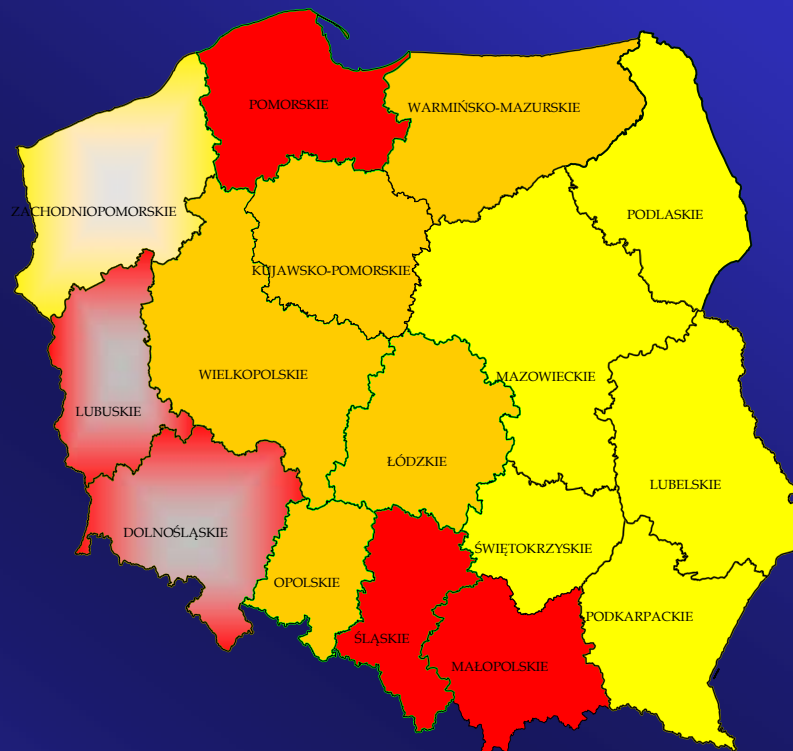 POMORSKIE
WARMIŃSKO-MAZURSKIE
ZACHODNIOPOMORSKIE
PODLASKIE
KUJAWSKO-POMORSKIE
WIELKOPOLSKIE
MAZOWIECKIE
LUBUSKIE
ŁÓDZKIE
LUBELSKIE
DOLNOŚLĄSKIE
ŚWIĘTOKRZYSKIE
OPOLSKIE
PODKARPACKIE
ŚLĄSKIE
MAŁOPOLSKIE